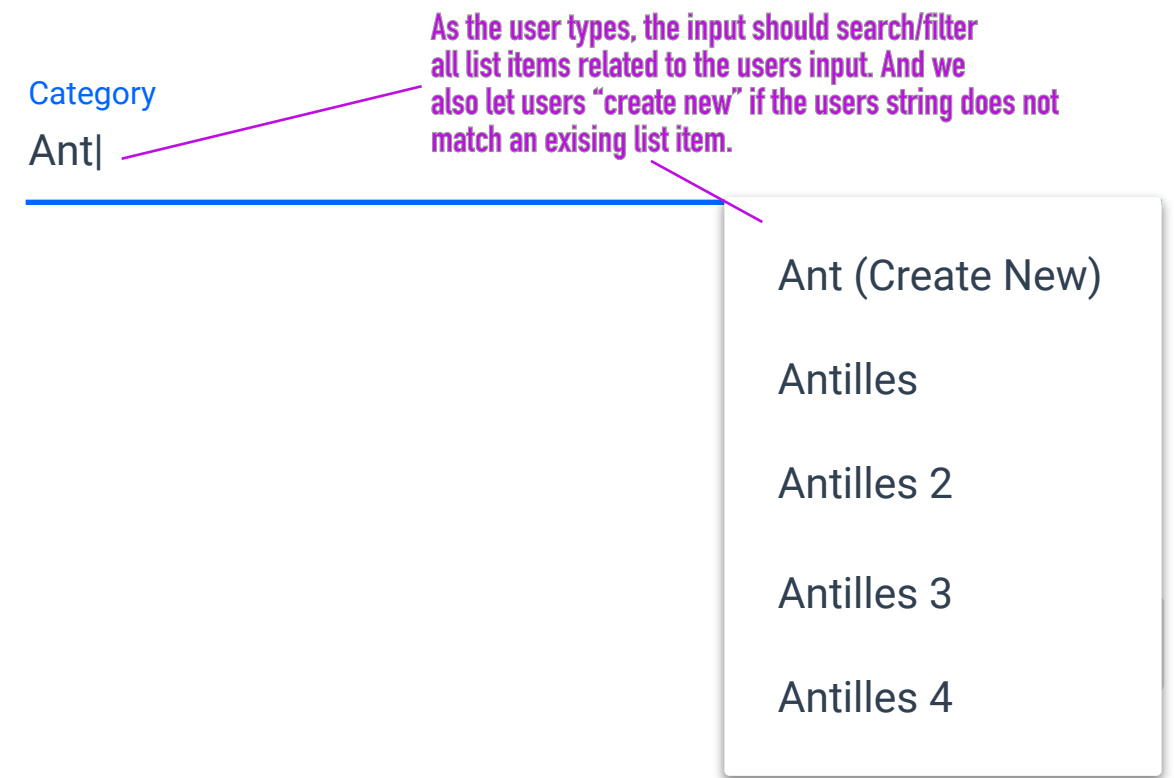 As the user types, the input should search/filter
all list items related to the users input. And we
also let users “create new” if the users string does not
match an exising list item.
Category
Ant|
Ant (Create New)
Antilles
Antilles 2
Antilles 3
Antilles 4